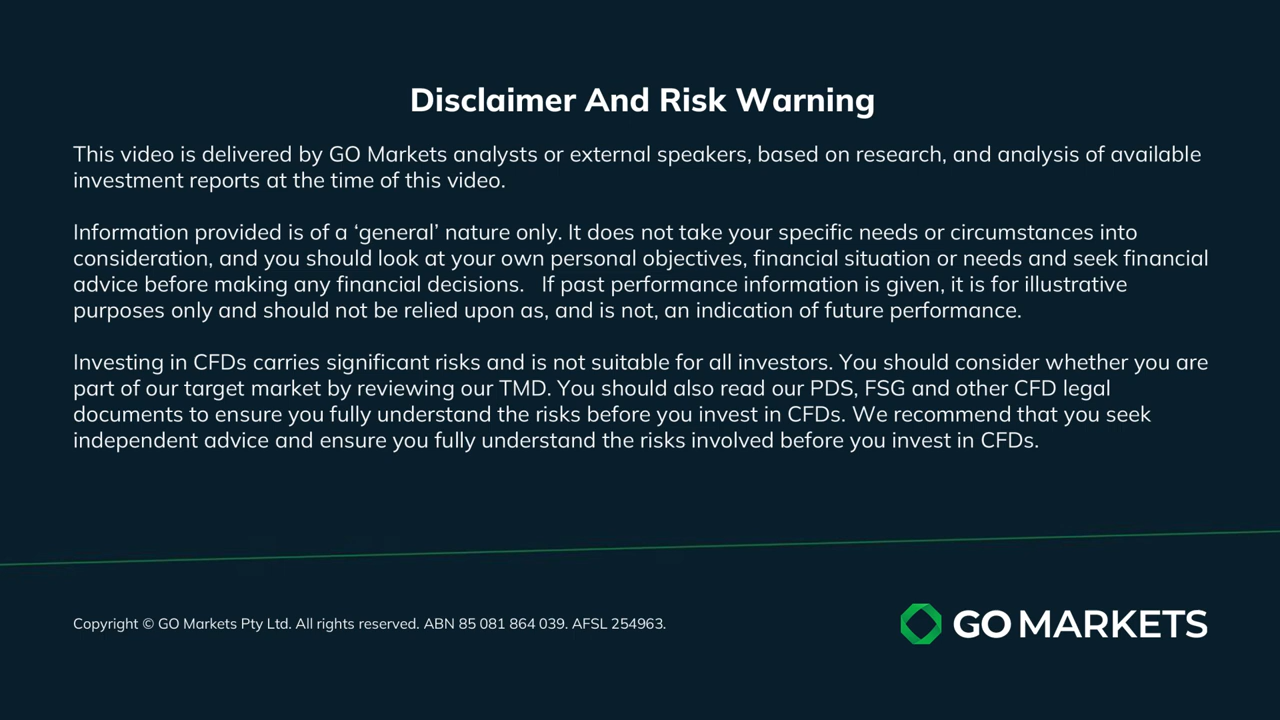 Disclaimer And Risk Warning
This video is delivered by GO Markets analysts or external speakers, based on research, and analysis of available
investment reports at the time of this video.
Information provided is of a ‘general’ nature only. It does not take your specific needs or circumstances into
consideration, and you should look at your own personal objectives, financial situation or needs and seek financial
advice before making any financial decisions.   If past performance information is given, it is for illustrative
purposes only and should not be relied upon as, and is not, an indication of future performance.
Investing in CFDs carries significant risks and is not suitable for all investors. You should consider whether you are
part of our target market by reviewing our TMD. You should also read our PDS, FSG and other CFD legal
documents to ensure you fully understand the risks before you invest in CFDs. We recommend that you seek
independent advice and ensure you fully understand the risks involved before you invest in CFDs.
Copyright © GO Markets Pty Ltd. All rights reserved. ABN 85 081 864 039. AFSL 254963.
GO MARKETS